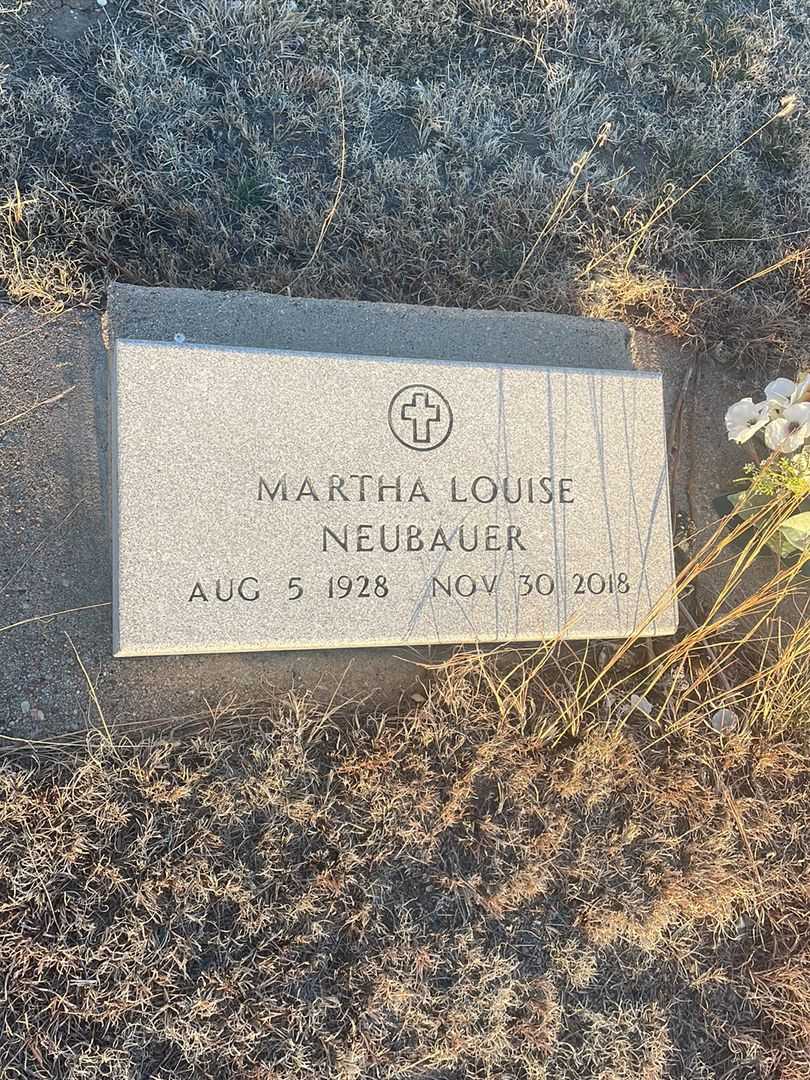 MARTHA LOUISE
NEUBAUER
AUG 5 1928 NOV 30 2018